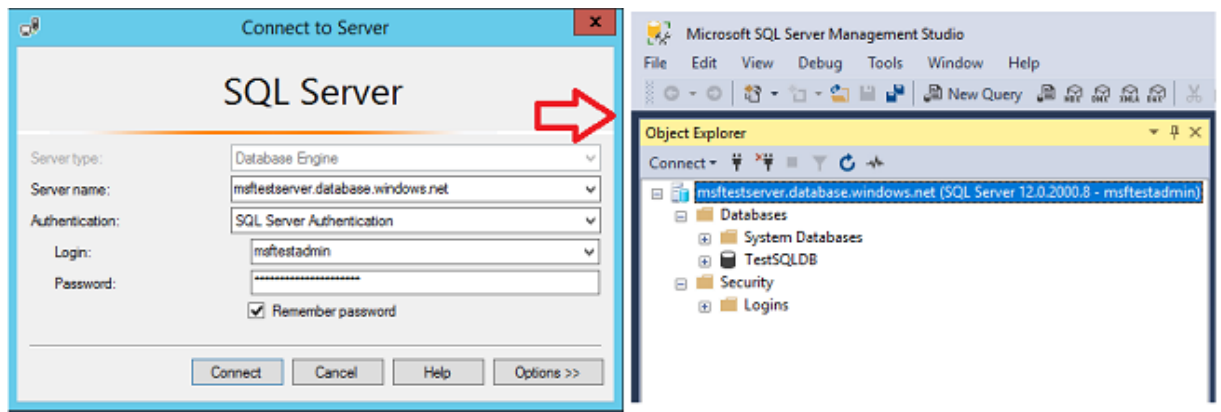 Connect to Server
x
SQL Server
Server type: Database Engine
Server name: msftestserver.database.windows.net
Authentication: SQL Server Authentication
Login: msftestadmin
Password: **********************
Remember password
Connect Cancel Help Options >>
Microsoft SQL Server Management Studio
File Edit View Debug Tools Window Help
New Query
Object Explorer
Connect
msftestserver.database.windows.net (SQL Server 12.0.2000.8 - msftestadmin)
Databases
System Databases
TestSQLDB
Security
Logins